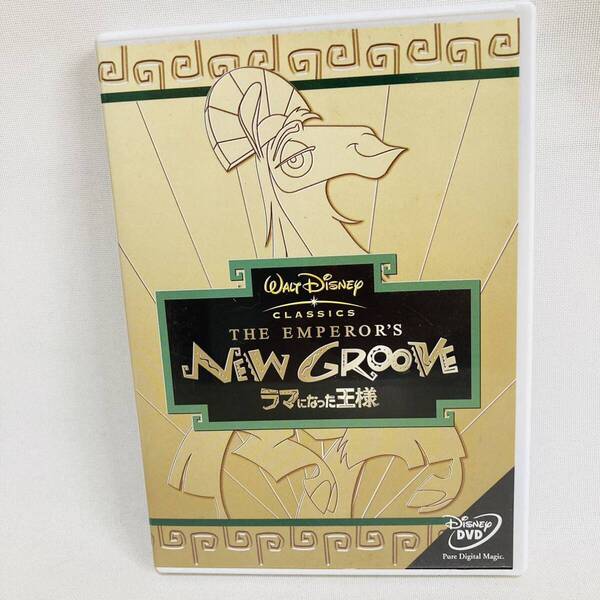 WALT DISNEY
CLASSICS
THE EMPEROR'S
NEW GROOVE
ラマになった王様
DISNEY
DVD
Pure Digital Magic.